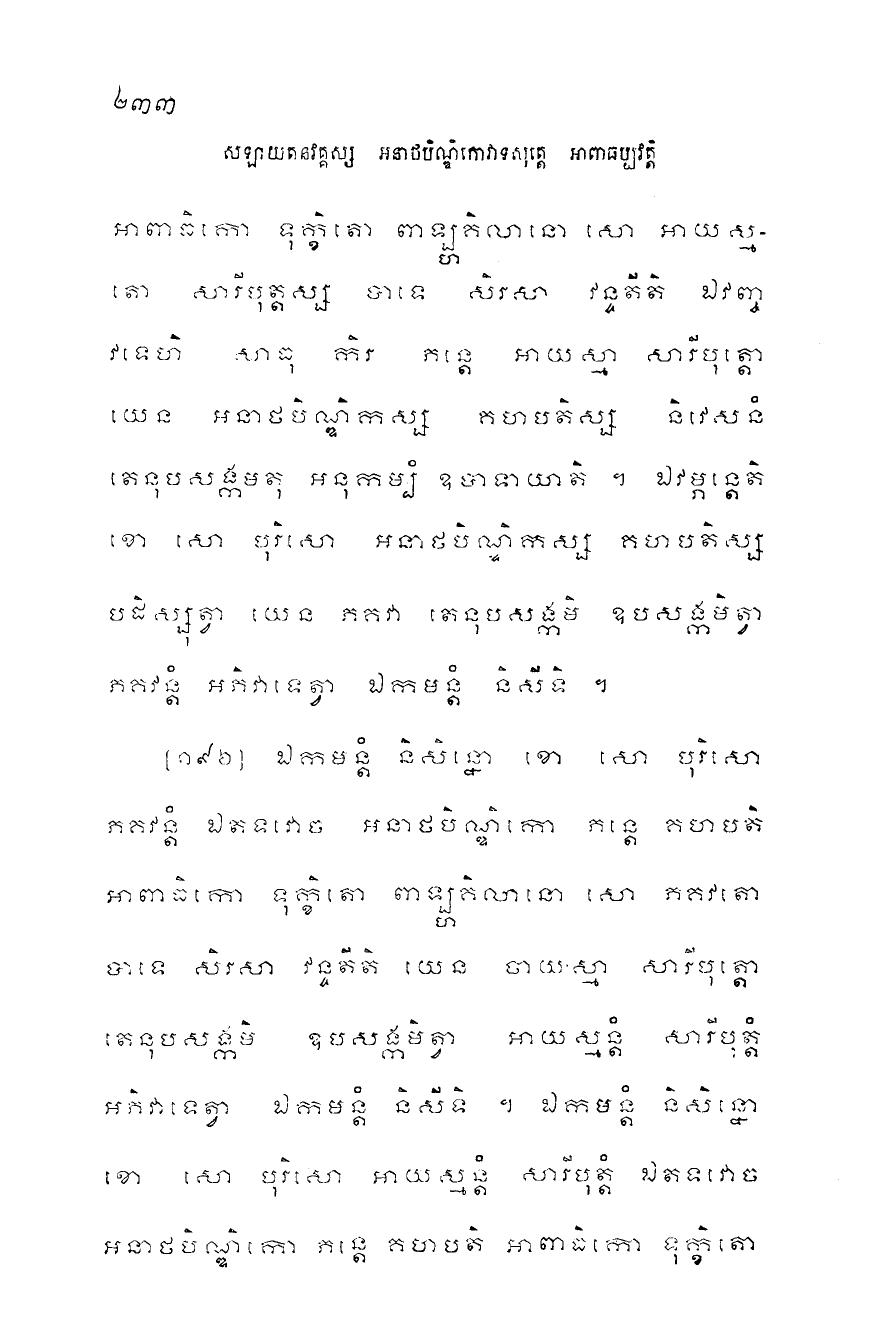 ២៣៣
សឡាយតនវគ្គស្ស អនាថបិណ្ឌិកោវាទសុត្តេ អាពាធប្បវត្តិ
អាពាធិកោ ទុក្ខិតោ ពាឡ្ហគិលានោ សោ អាយស្ម-
តោ សារីបុត្តស្ស បាទេ សិរសា វន្ទតីតិ ឯវញ្ច
វទេហិ សាធុ កិរ ភន្តេ អាយស្មា សារីបុត្តោ
យេន អនាថបិណ្ឌិកស្ស គហបតិស្ស និវេសនំ
តេនុបសង្កមតុ អនុកម្បំ ឧបាទាយាតិ ។ ឯវម្ភន្តេតិ
ខោ សោ បុរិសោ អនាថបិណ្ឌិកស្ស គហបតិស្ស
បដិស្សុត្វា យេន ភគវា តេនុបសង្កមិ ឧបសង្កមិត្វា
ភគវន្តំ អភិវាទេត្វា ឯកមន្តំ និសីទិ ។
[១៩៦] ឯកមន្តំ និសិន្នោ ខោ សោ បុរិសោ
ភគវន្តំ ឯតទវោច អនាថបិណ្ឌិកោ ភន្តេ គហបតិ
អាពាធិកោ ទុក្ខិតោ ពាឡ្ហគិលានោ សោ ភគវតោ
បាទេ សិរសា វន្ទតីតិ យេន ចាយស្មា សារីបុត្តោ
តេនុបសង្កមិ ឧបសង្កមិត្វា អាយស្មន្តំ សារីបុត្តំ
អភិវាទេត្វា ឯកមន្តំ និសីទិ ។ ឯកមន្តំ និសិន្នោ
ខោ សោ បុរិសោ អាយស្មន្តំ សារីបុត្តំ ឯតទវោច
អនាថបិណ្ឌិកោ ភន្តេ គហបតិ អាពាធិកោ ទុក្ខិតោ